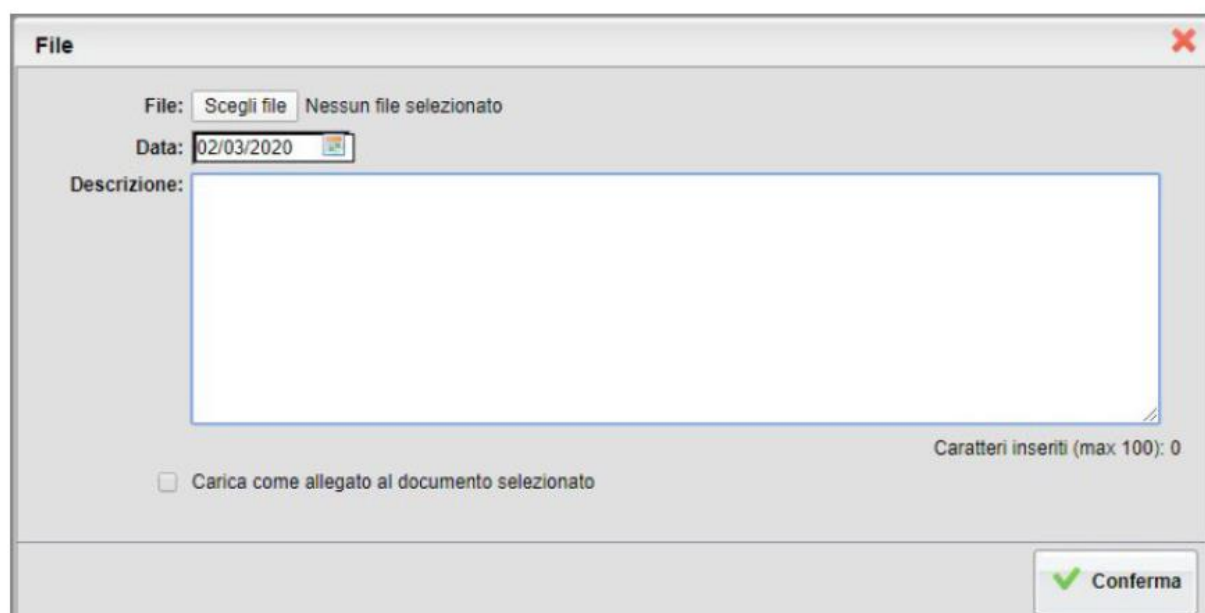 File
File: Scegli file Nessun file selezionato
Data: 02/03/2020
Descrizione:
Caratteri inseriti (max 100): 0
Carica come allegato al documento selezionato
Conferma